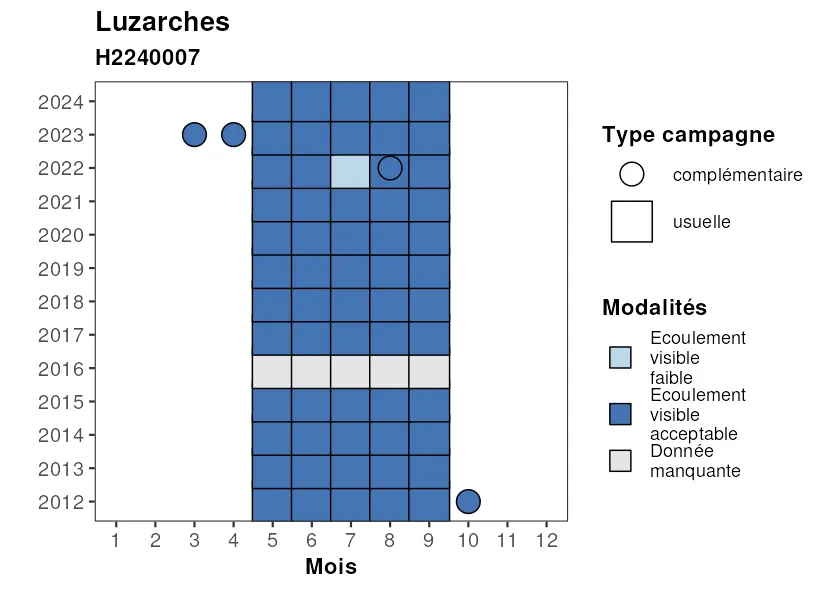 Luzarches
H2240007
2024
2023
2022
2021
2020
2019
2018
2017
2016
2015
2014
2013
2012
1 2 3 4 5 6 7 8 9 10 11 12
Mois
Type campagne
complémentaire
usuelle
Modalités
Ecoulement
visible
faible
Ecoulement
visible
acceptable
Donnée
manquante